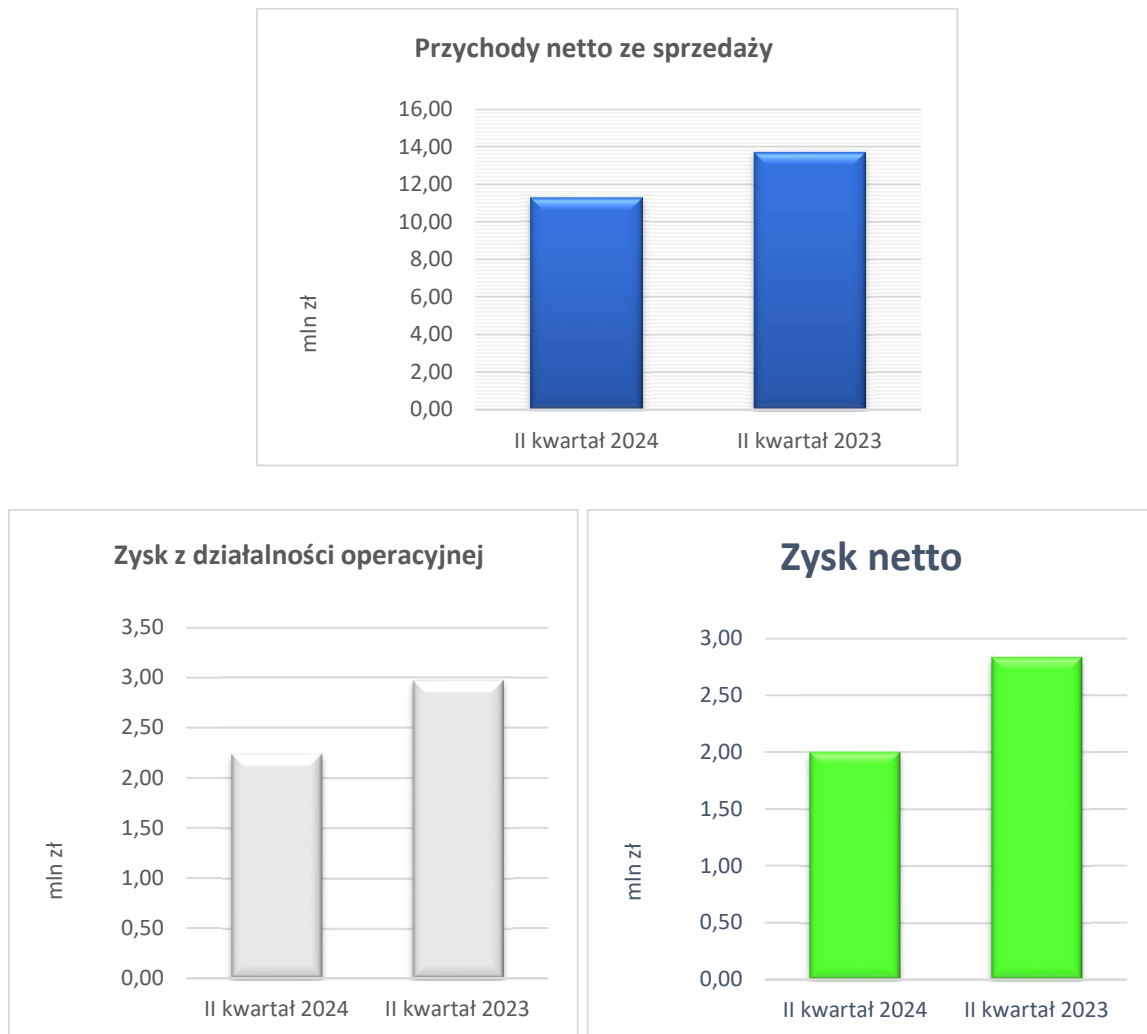 Przychody netto ze sprzedaży
16,00
14,00
12,00
10,00
8,00
6,00
4,00
2,00
0,00
mln zł
II kwartał 2024 II kwartał 2023
Zysk z działalności operacyjnej
3,50
3,00
2,50
2,00
1,50
1,00
0,50
0,00
mln zł
II kwartał 2024 II kwartał 2023
Zysk netto
3,00
2,50
2,00
1,50
1,00
0,50
0,00
mln zł
II kwartał 2024 II kwartał 2023